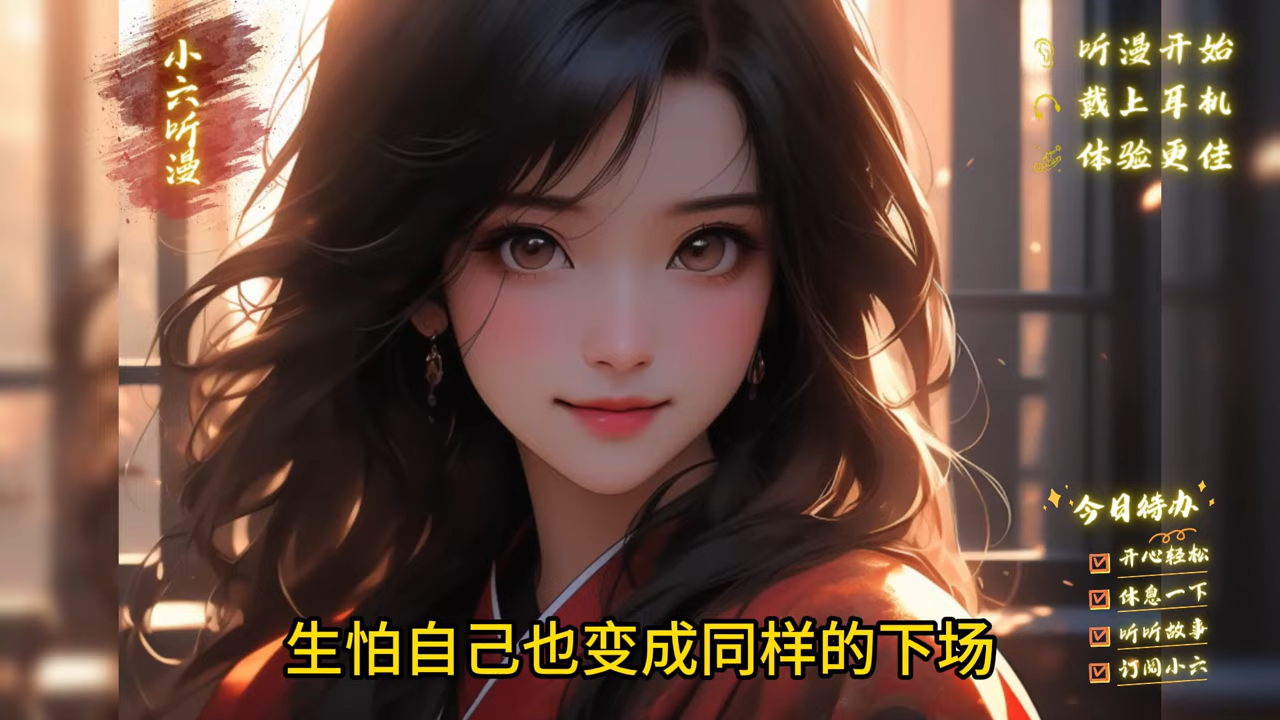 小六听漫
听漫开始
戴上耳机
体验更佳
今日待办
开心轻松
休息一下
听听故事
订阅小六
生怕自己也变成同样的下场